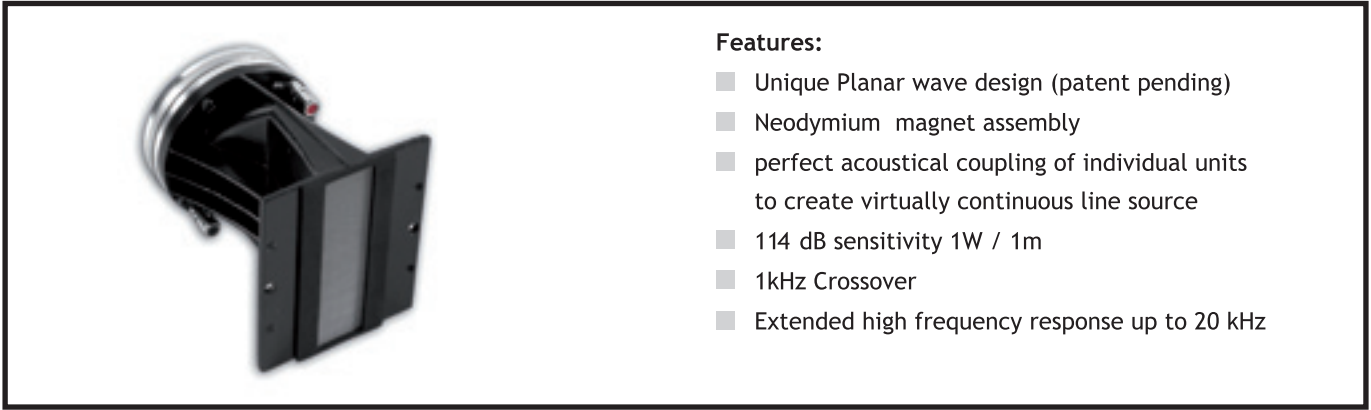 Features:
Unique Planar wave design (patent pending)
Neodymium magnet assembly
perfect acoustical coupling of individual units
to create virtually continuous line source
114 dB sensitivity 1W / 1m
1kHz Crossover
Extended high frequency response up to 20 kHz